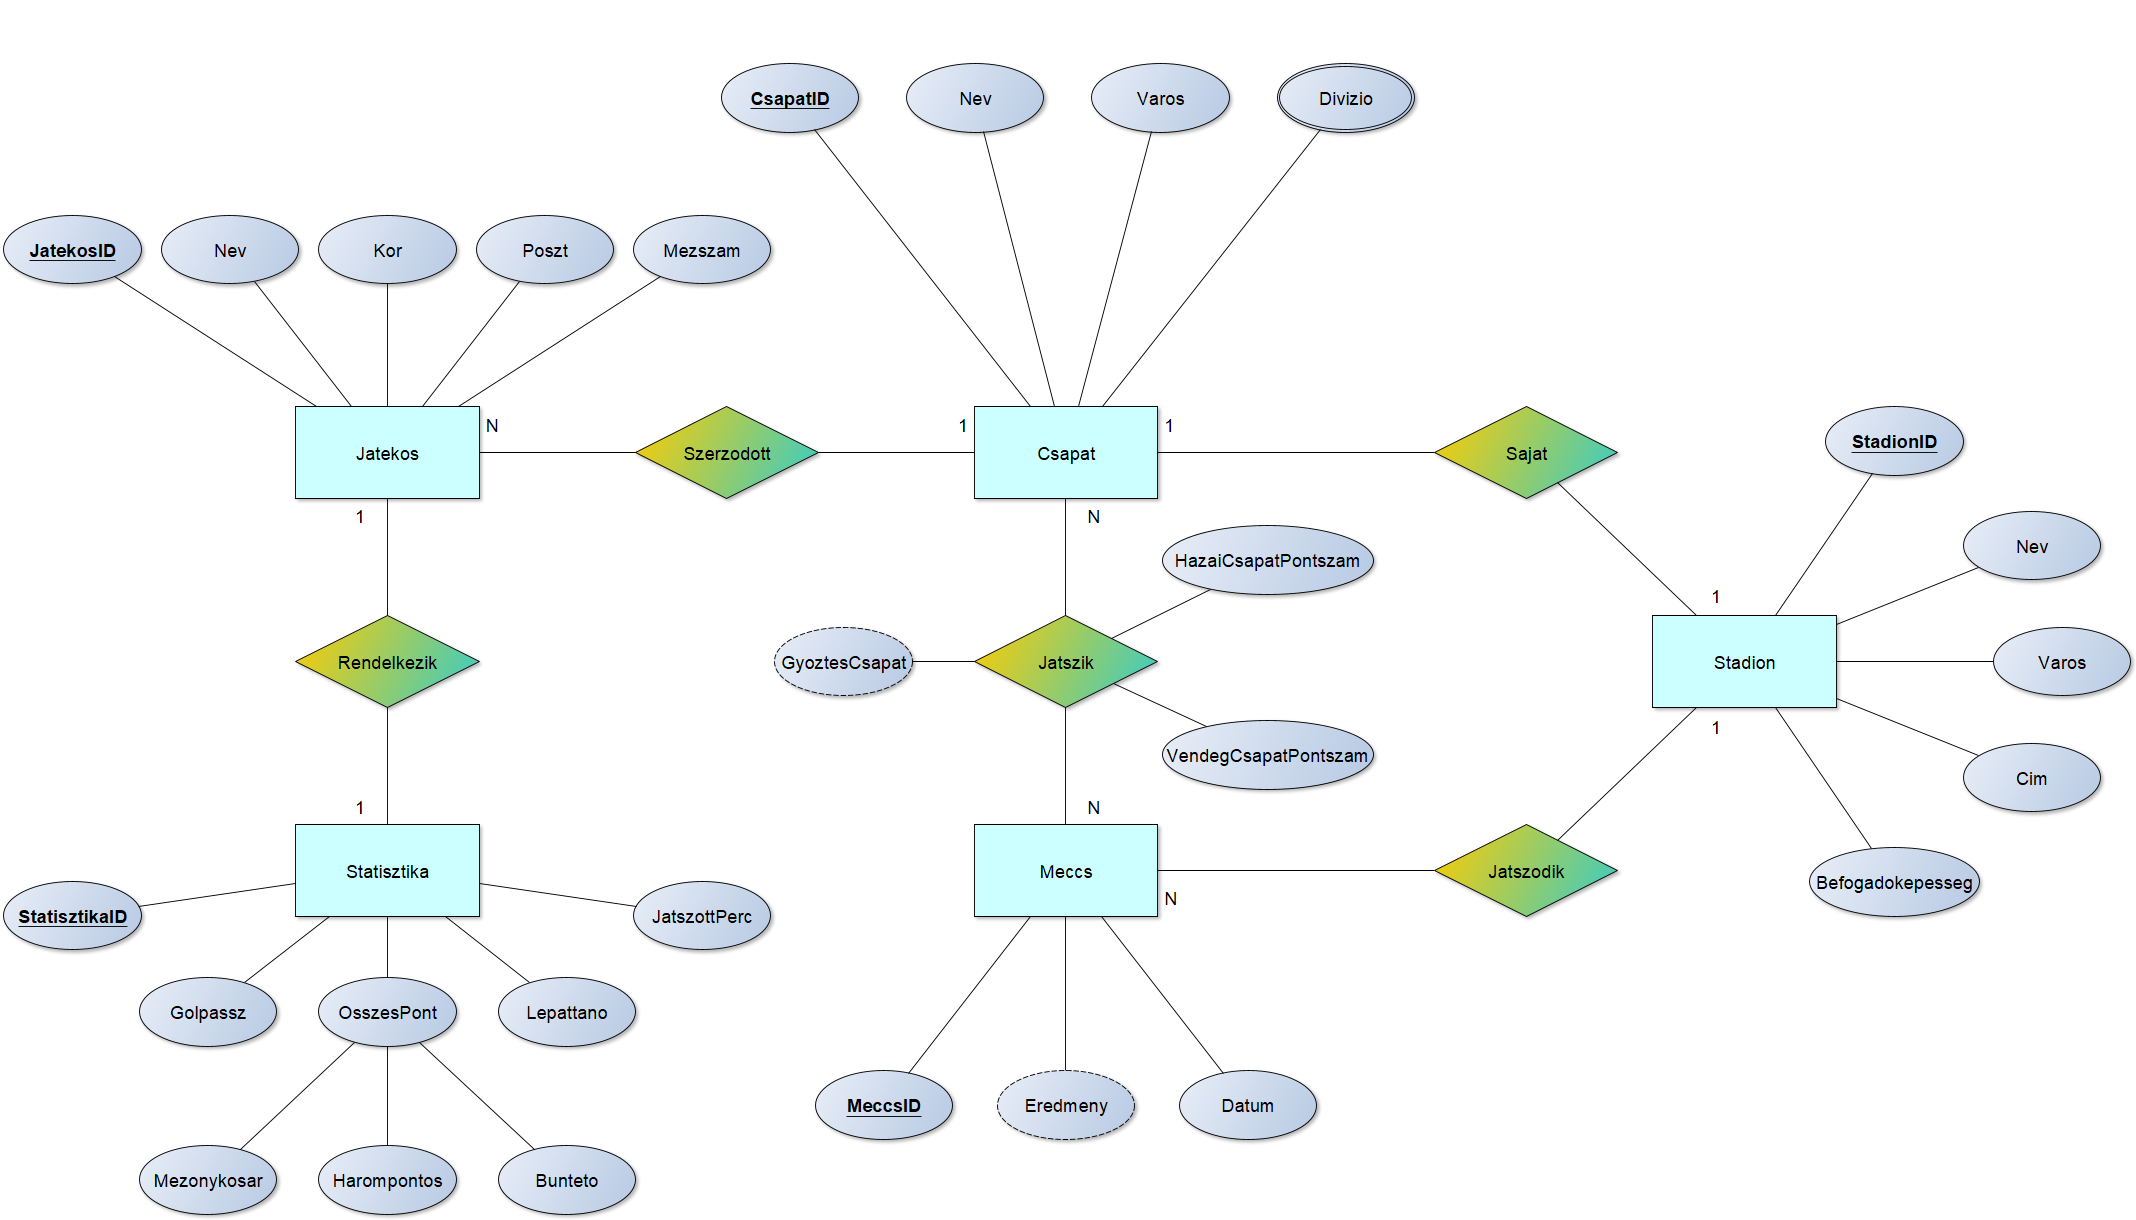 CsapatID
Nev
Varos
Divizio
JatekosID
Nev
Kor
Poszt
Mezszam
N
1
1
Jatekos
Szerzodott
Csapat
Sajat
StadionID
1
N
Nev
HazaiCsapatPontszam
1
Rendelkezik
GyoztesCsapat
Jatszik
Stadion
Varos
1
VendegCsapatPontszam
Cim
1
N
Statisztika
Meccs
Jatszodik
Befogadokepesseg
N
StatisztikaID
JatszottPerc
Golpassz
OsszesPont
Lepattano
MeccsID
Eredmeny
Datum
Mezonykosar
Harompontos
Bunteto